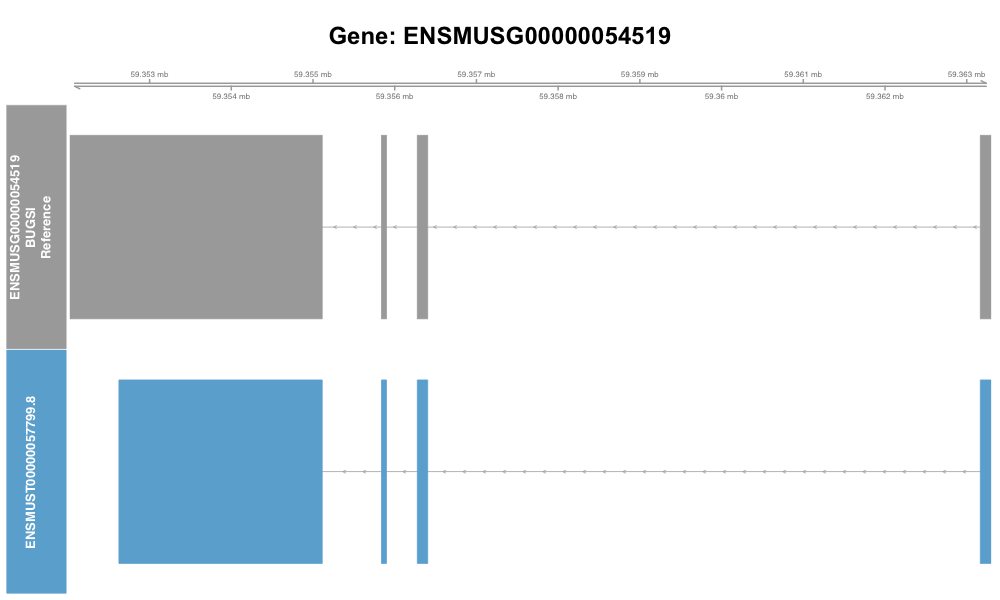 Gene: ENSMUSG00000054519
59.353 mb
59.355 mb
59.357 mb
59.359 mb
59.361 mb
59.363 mb
59.354 mb
59.356 mb
59.358 mb
59.36 mb
59.362 mb
ENSMUSG00000054519
BUGSI
Reference
ENSMUST00000057799.8